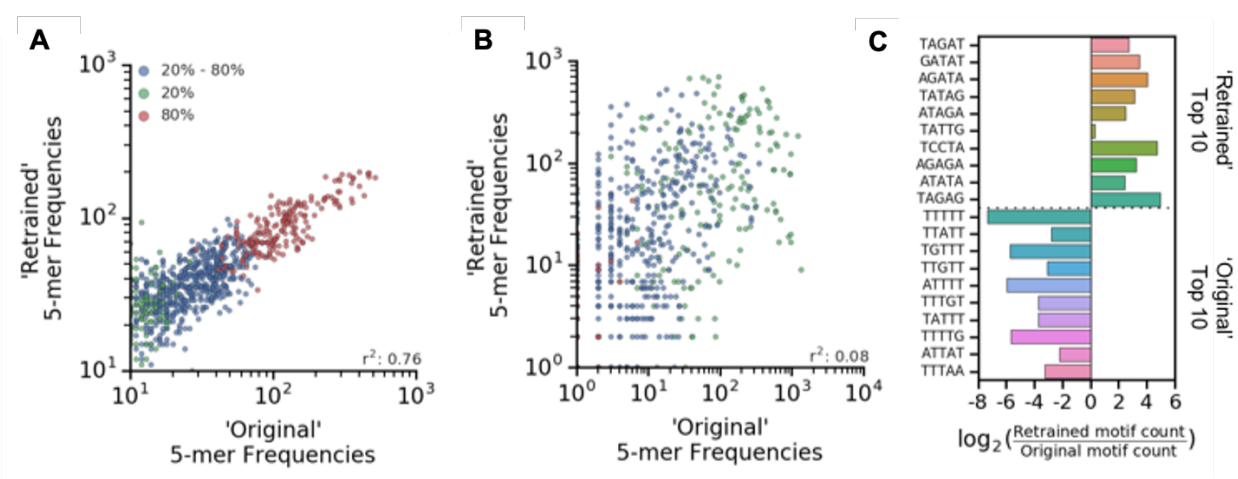 A
'Retrained'
5-mer Frequencies
10³
10²
10¹
20% - 80%
20%
80%
r²: 0.76
10¹
10²
10³
'Original'
5-mer Frequencies
B
'Retrained'
5-mer Frequencies
10³
10²
10¹
10⁰
r²: 0.08
10⁰
10¹
10²
10³
10⁴
'Original'
5-mer Frequencies
C
TAGAT
GATAT
AGATA
TATAG
ATAGA
TATTG
TCCTA
AGAGA
ATATA
TAGAG
TTTTT
TTATT
TGTTT
TTGTT
ATTTT
TTTGT
TATTT
TTTTG
ATTAT
TTTAA
'Retrained'
Top 10
'Original'
Top 10
-8
-6
-4
-2
0
2
4
6
log₂(Retrained motif count
Original motif count)